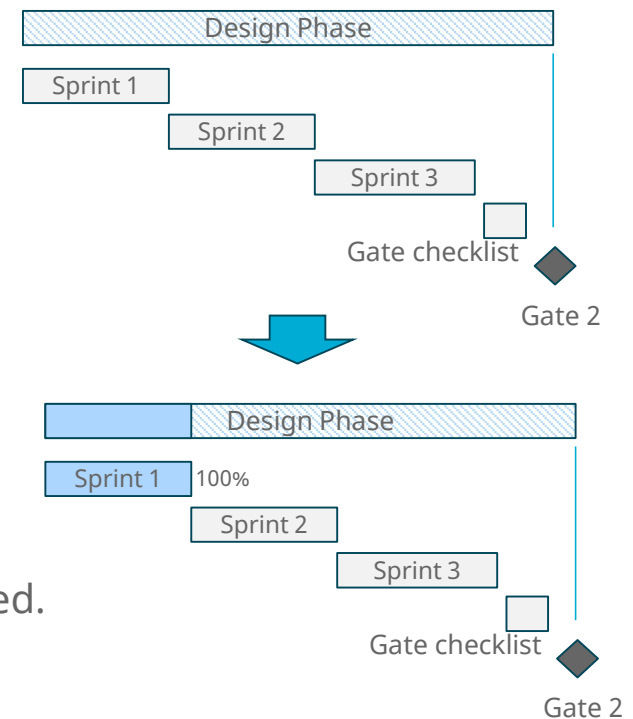 Design Phase
Sprint 1
Sprint 2
Sprint 3
Gate checklist
Gate 2
Design Phase
Sprint 1 100%
Sprint 2
Sprint 3
ed.
Gate checklist
Gate 2